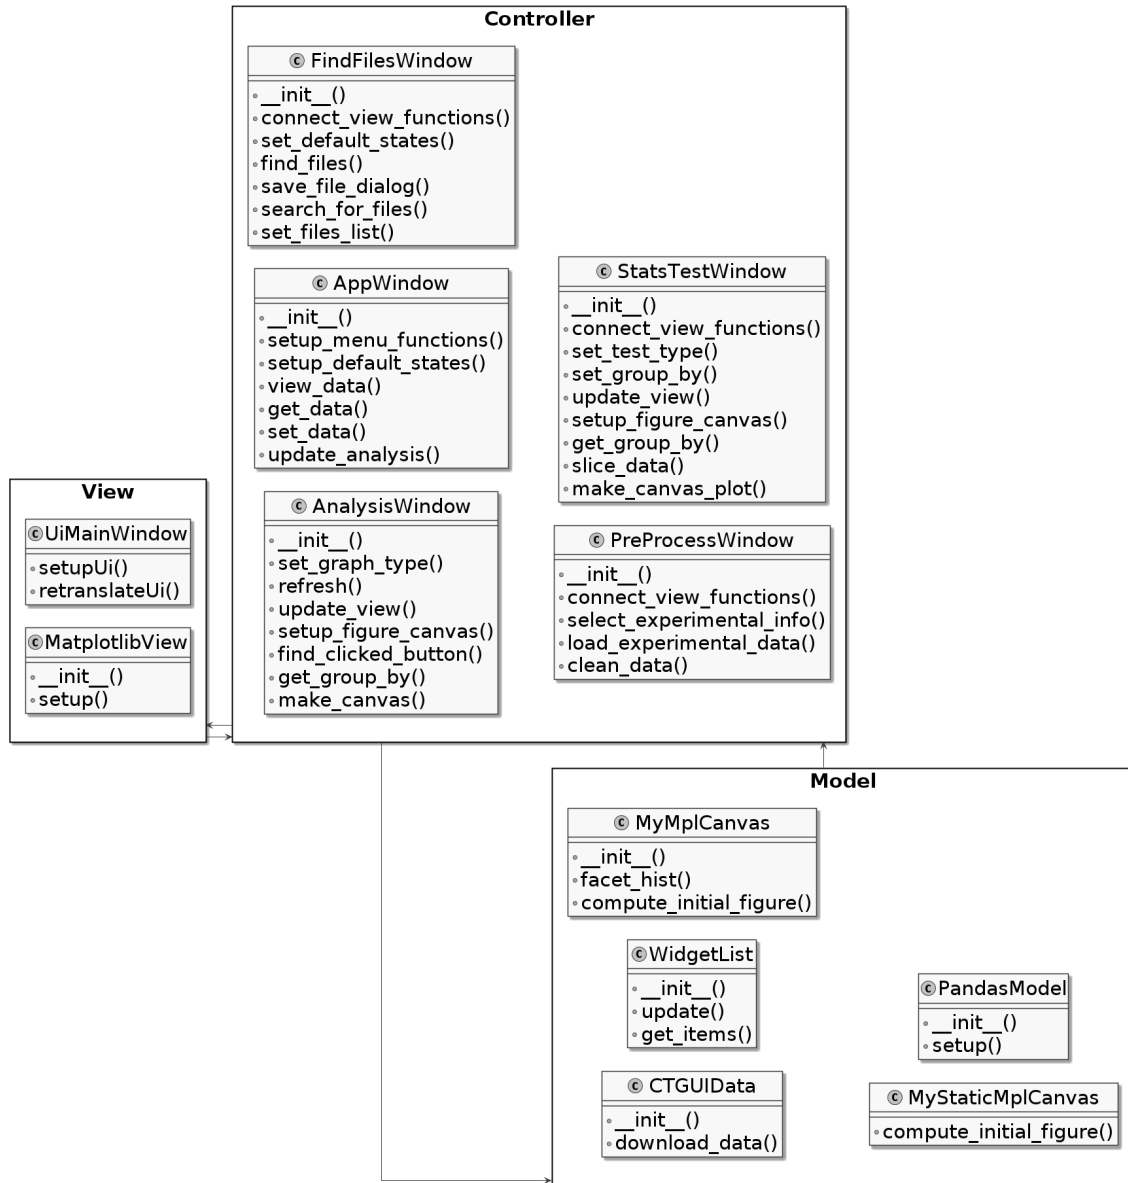 Controller
C FindFilesWindow
__init__()
connect_view_functions()
set_default_states()
find_files()
save_file_dialog()
search_for_files()
set_files_list()
C AppWindow
__init__()
setup_menu_functions()
setup_default_states()
view_data()
get_data()
set_data()
update_analysis()
C AnalysisWindow
__init__()
set_graph_type()
refresh()
update_view()
setup_figure_canvas()
find_clicked_button()
get_group_by()
make_canvas()
C StatsTestWindow
__init__()
connect_view_functions()
set_test_type()
set_group_by()
update_view()
setup_figure_canvas()
get_group_by()
slice_data()
make_canvas_plot()
C PreProcessWindow
__init__()
connect_view_functions()
select_experimental_info()
load_experimental_data()
clean_data()
View
C UiMainWindow
setupUi()
retranslateUi()
C MatplotlibView
__init__()
setup()
Model
C MyMplCanvas
__init__()
facet_hist()
compute_initial_figure()
C WidgetList
__init__()
update()
get_items()
C CTGUIData
__init__()
download_data()
C PandasModel
__init__()
setup()
C MyStaticMplCanvas
compute_initial_figure()